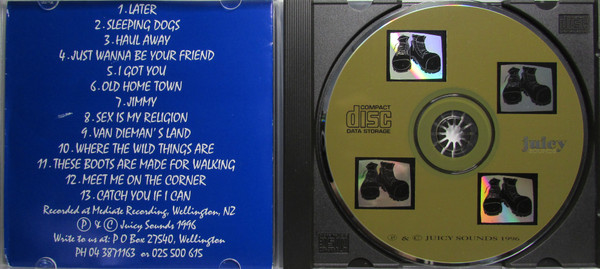 1. LATER
2. SLEEPING DOGS
3. HAUL AWAY
4. JUST WANNA BE YOUR FRIEND
5. I GOT YOU
6. OLD HOME TOWN
7. JIMMY
8. SEX IS MY RELIGION
9. VAN DIEMAN'S LAND
10. WHERE THE WILD THINGS ARE
11. THESE BOOTS ARE MADE FOR WALKING
12. MEET ME ON THE CORNER
13. CATCH YOU IF I CAN
Recorded at Mediate Recording, Wellington, NZ
Ⓟ & © Juicy Sounds 1996
Write to us at: P O Box 27540, Wellington
PH 04 3871163 or 025 500 615
COMPACT
disc
DATA STORAGE
juicy
Ⓟ & © JUICY SOUNDS 1996